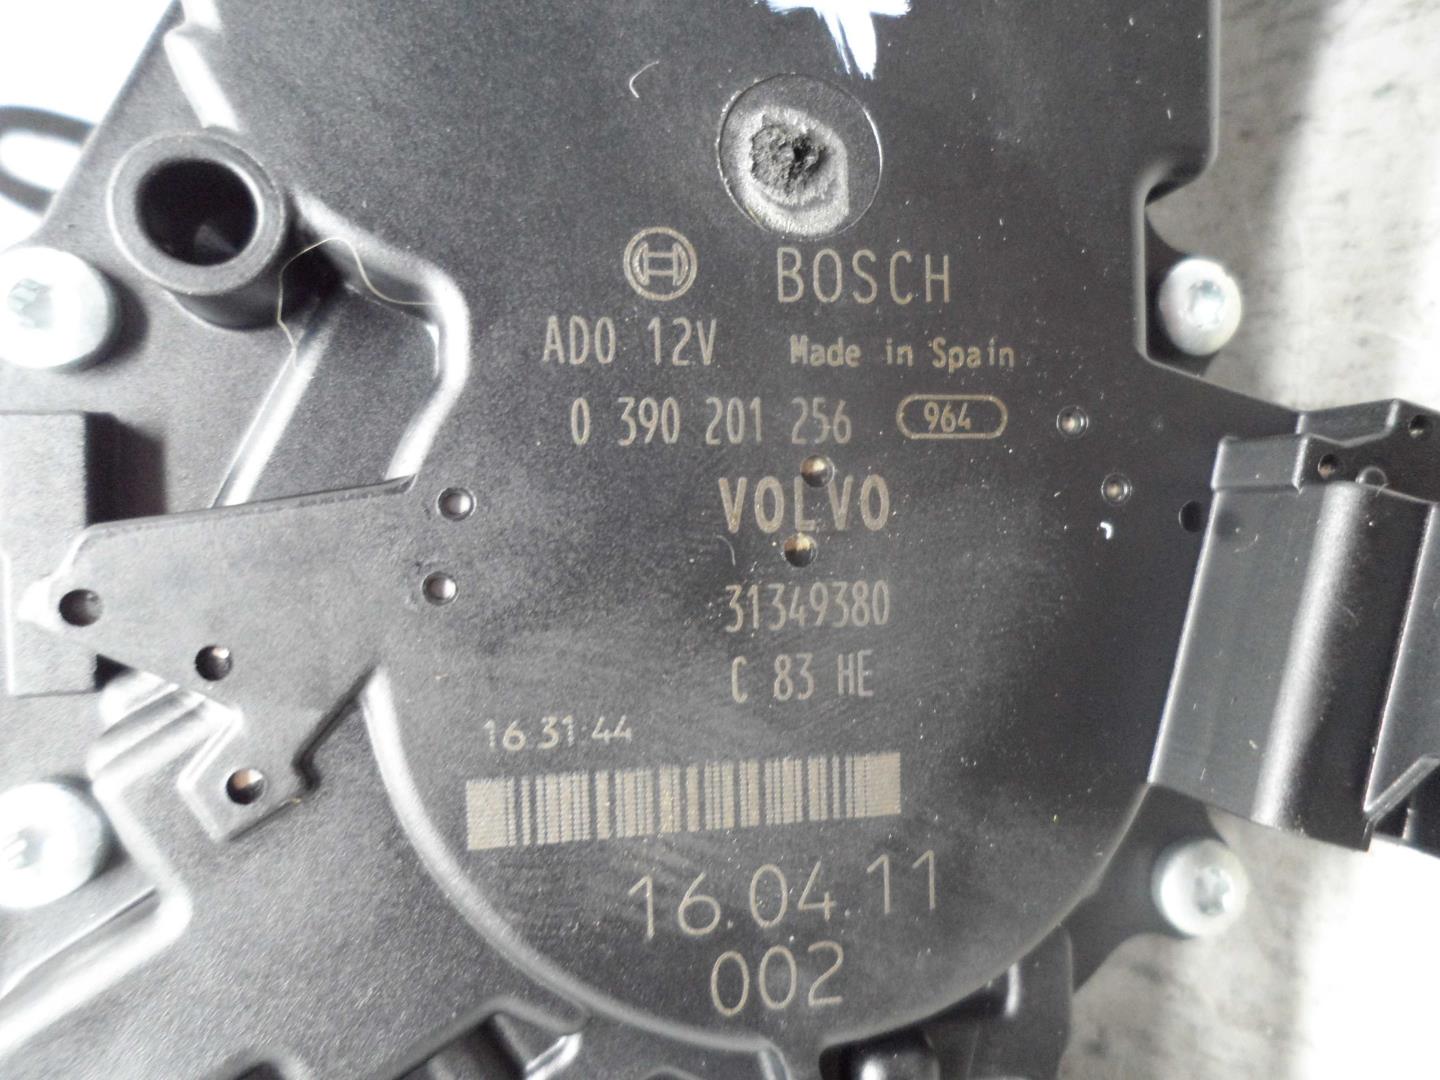 BOSCH
AD0 12V Made in Spain
0 390 201 256 964
VOLVO
31349380
C 83 HE
16 31:44
16.04.11
002